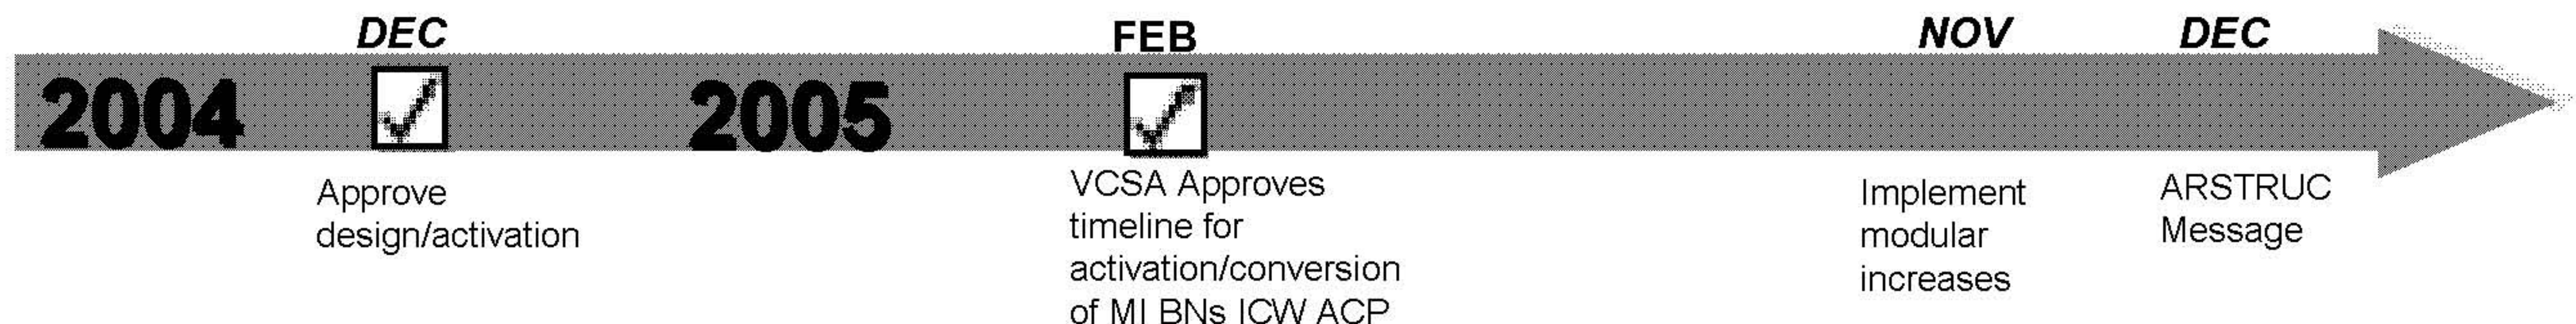 DEC
FEB
NOV
DEC
2004
2005
Approve
design/activation
VCSA Approves
timeline for
activation/conversion
of MI BNs ICW ACP
Implement
modular
increases
ARSTRUC
Message